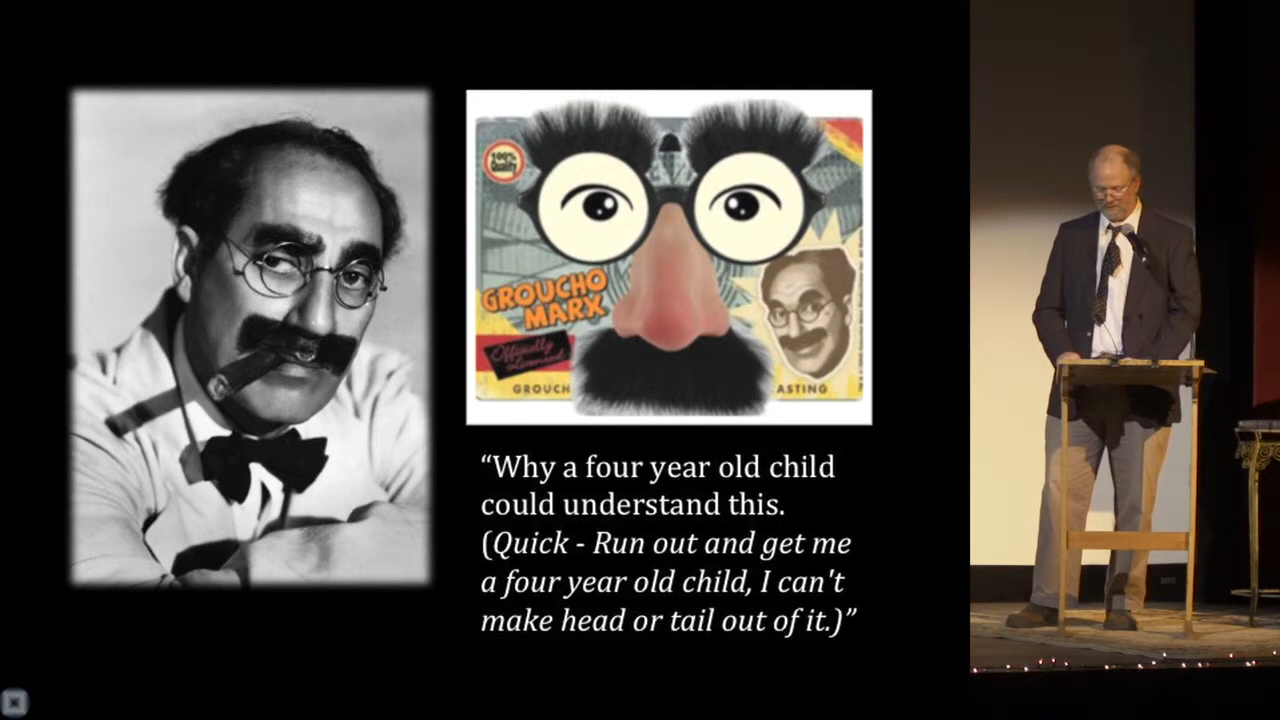 100%
Quality
GROUCHO
MARX
Officially
GROUCH
ASTING
“Why a four year old child
could understand this.
(Quick - Run out and get me
a four year old child, I can't
make head or tail out of it.)”